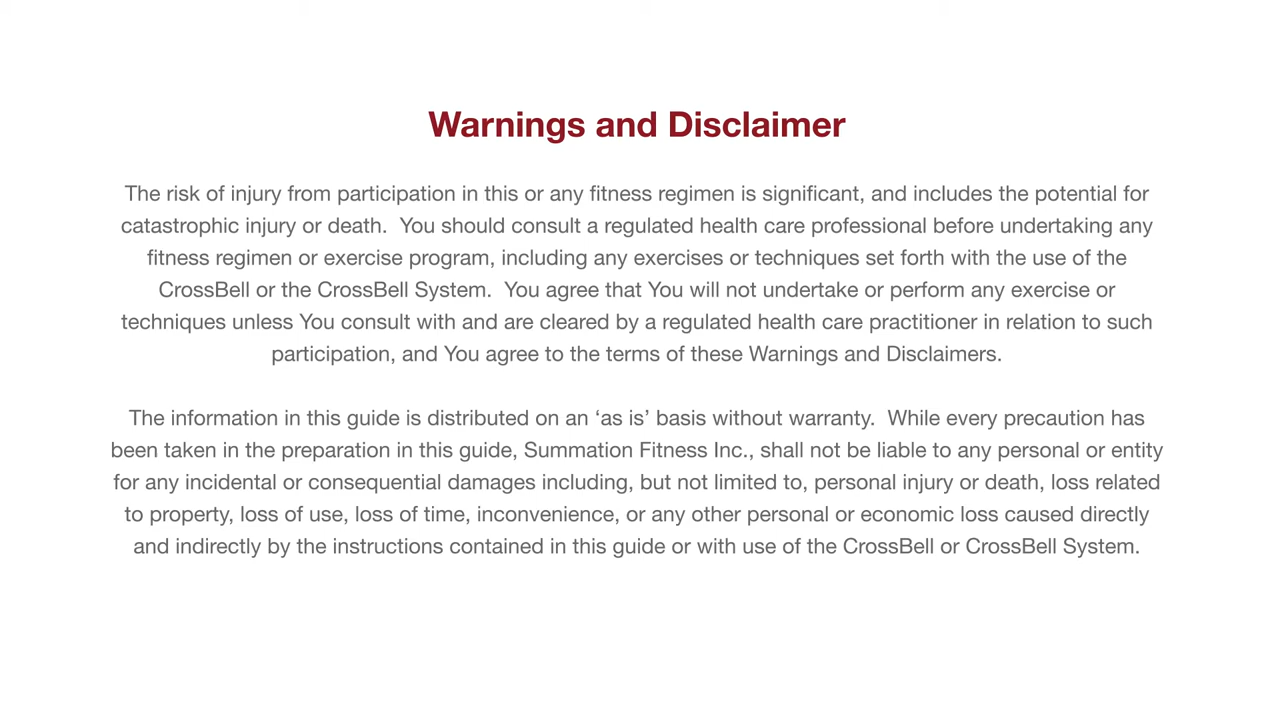 Warnings and Disclaimer
The risk of injury from participation in this or any fitness regimen is significant, and includes the potential for
catastrophic injury or death.  You should consult a regulated health care professional before undertaking any
fitness regimen or exercise program, including any exercises or techniques set forth with the use of the
CrossBell or the CrossBell System.  You agree that You will not undertake or perform any exercise or
techniques unless You consult with and are cleared by a regulated health care practitioner in relation to such
participation, and You agree to the terms of these Warnings and Disclaimers.
The information in this guide is distributed on an ‘as is’ basis without warranty.  While every precaution has
been taken in the preparation in this guide, Summation Fitness Inc., shall not be liable to any personal or entity
for any incidental or consequential damages including, but not limited to, personal injury or death, loss related
to property, loss of use, loss of time, inconvenience, or any other personal or economic loss caused directly
and indirectly by the instructions contained in this guide or with use of the CrossBell or CrossBell System.